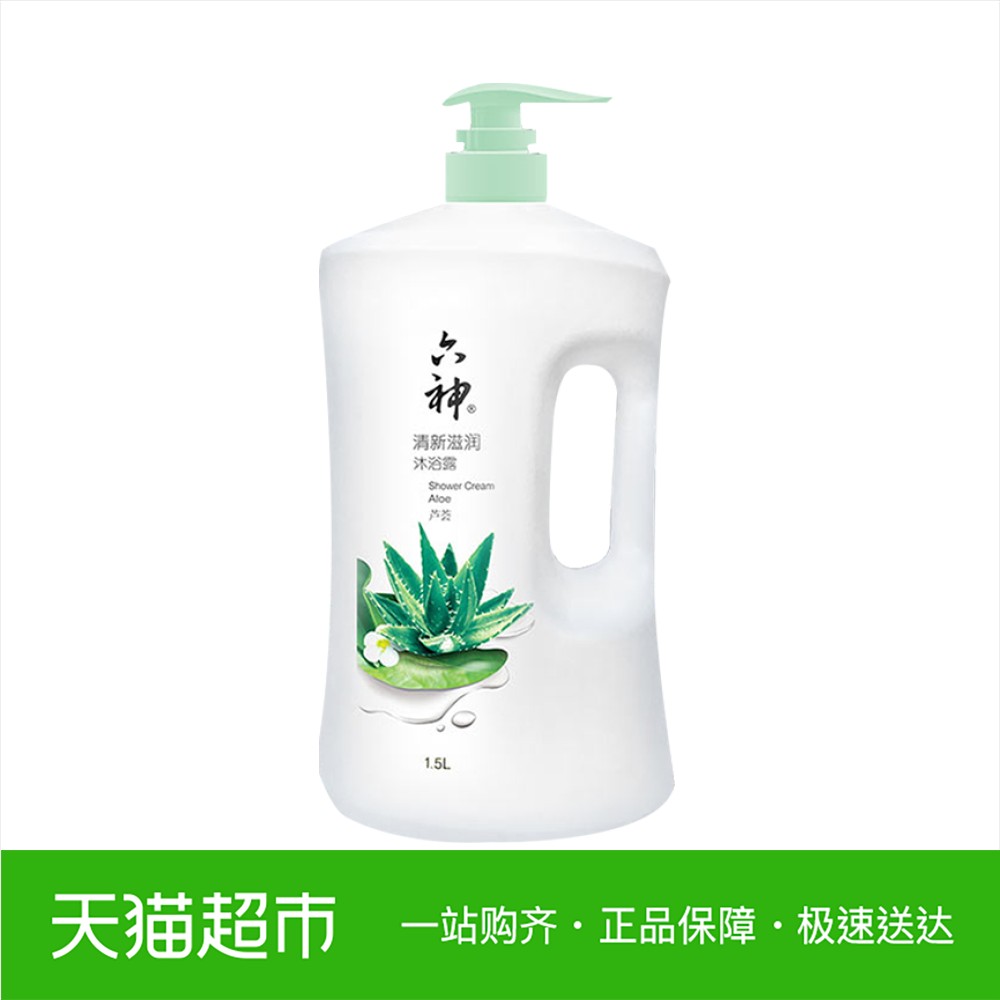 六
神®
清新滋润
沐浴露
Shower Cream
Aloe
芦荟
1.5L
天猫超市 一站购齐·正品保障·极速送达